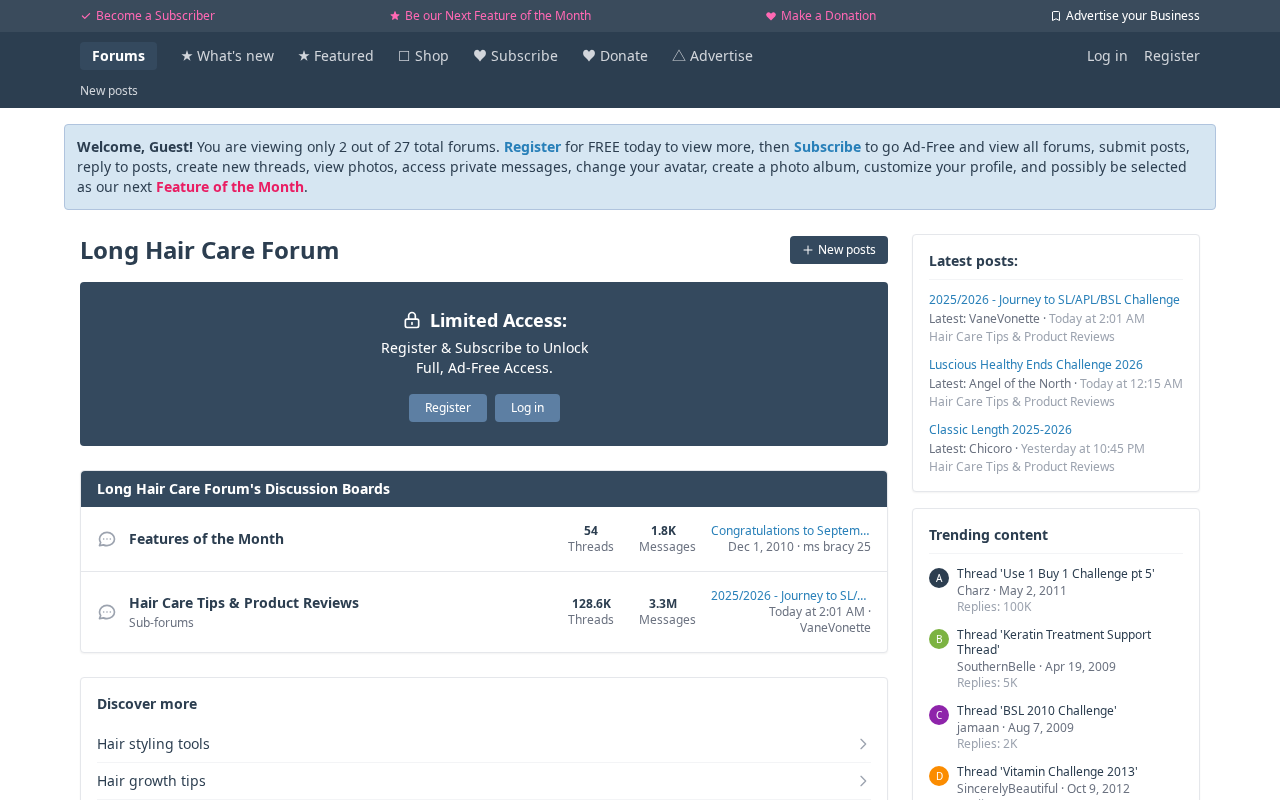 Become a Subscriber
Be our Next Feature of the Month
Make a Donation
Advertise your Business
Forums
What's new
Featured
Shop
Subscribe
Donate
Advertise
Log in
Register
New posts
Welcome, Guest! You are viewing only 2 out of 27 total forums. Register for FREE today to view more, then Subscribe to go Ad-Free and view all forums, submit posts,
reply to posts, create new threads, view photos, access private messages, change your avatar, create a photo album, customize your profile, and possibly be selected
as our next Feature of the Month.
Long Hair Care Forum
New posts
Limited Access:
Register & Subscribe to Unlock
Full, Ad-Free Access.
Register
Log in
Long Hair Care Forum's Discussion Boards
Features of the Month
54
Threads
1.8K
Messages
Congratulations to Septem...
Dec 1, 2010 · ms bracy 25
Hair Care Tips & Product Reviews
Sub-forums
128.6K
Threads
3.3M
Messages
2025/2026 - Journey to SL/...
Today at 2:01 AM ·
VaneVonette
Discover more
Hair styling tools
Hair growth tips
Latest posts:
2025/2026 - Journey to SL/APL/BSL Challenge
Latest: VaneVonette · Today at 2:01 AM
Hair Care Tips & Product Reviews
Luscious Healthy Ends Challenge 2026
Latest: Angel of the North · Today at 12:15 AM
Hair Care Tips & Product Reviews
Classic Length 2025-2026
Latest: Chicoro · Yesterday at 10:45 PM
Hair Care Tips & Product Reviews
Trending content
A
Thread 'Use 1 Buy 1 Challenge pt 5'
Charz · May 2, 2011
Replies: 100K
B
Thread 'Keratin Treatment Support
Thread'
SouthernBelle · Apr 19, 2009
Replies: 5K
C
Thread 'BSL 2010 Challenge'
jamaan · Aug 7, 2009
Replies: 2K
D
Thread 'Vitamin Challenge 2013'
SincerelyBeautiful · Oct 9, 2012